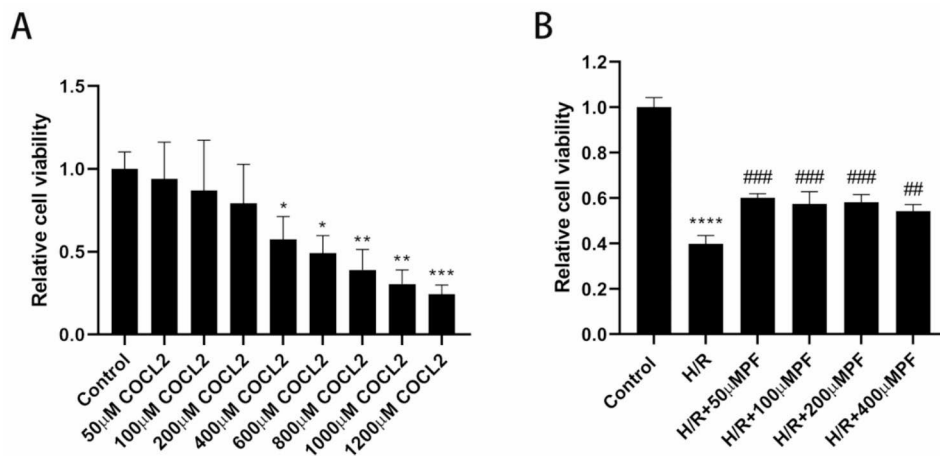 A
Relative cell viability
1.5
1.0
0.5
0.0
*
*
**
**
***
Control
50μM COCL2
100μM COCL2
200μM COCL2
400μM COCL2
600μM COCL2
800μM COCL2
1000μM COCL2
1200μM COCL2
B
Relative cell viability
1.2
1.0
0.8
0.6
0.4
0.2
0.0
****
###
###
###
##
Control
H/R
H/R+50μMPF
H/R+100μMPF
H/R+200μMPF
H/R+400μMPF